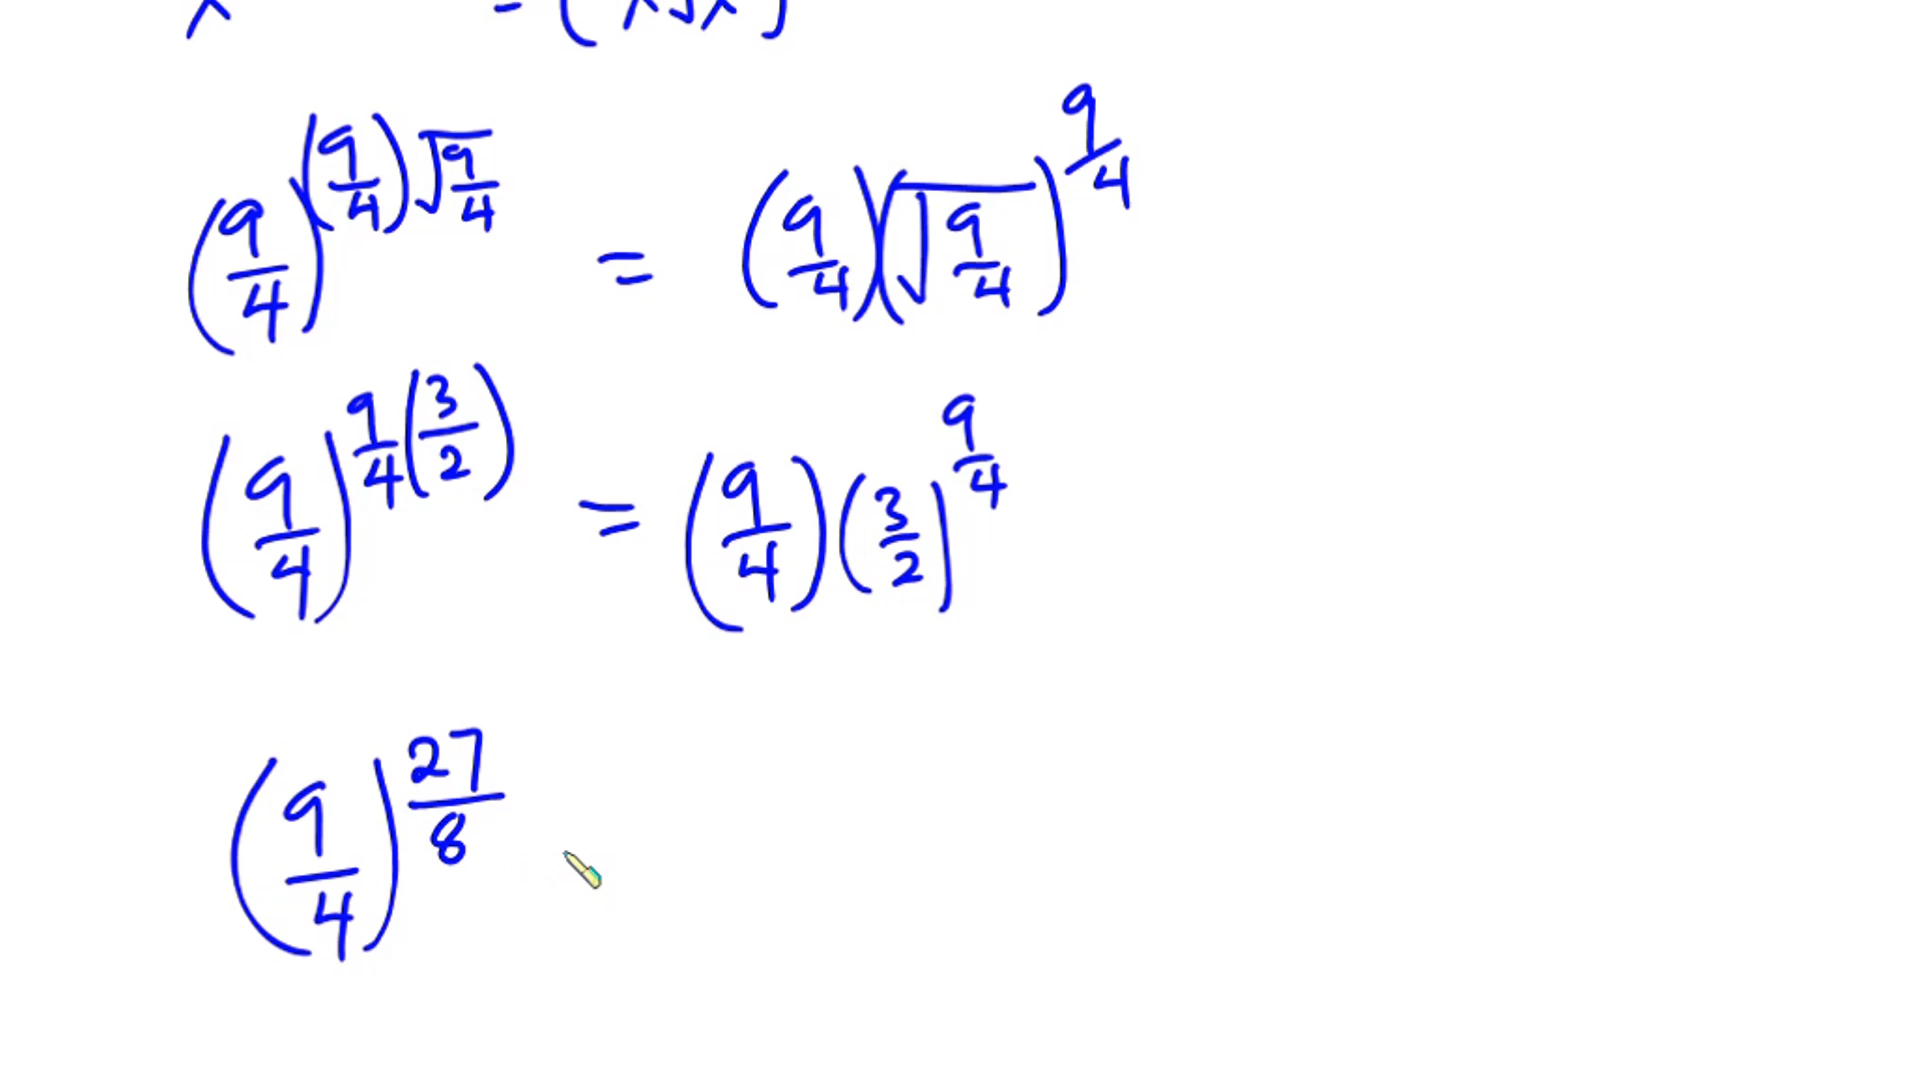 x = (x√x)
(9/4)^((9/4)√(9/4)) = (9/4)(√(9/4))^(9/4)
(9/4)^(9/4(3/2)) = (9/4)(3/2)^(9/4)
(9/4)^(27/8)